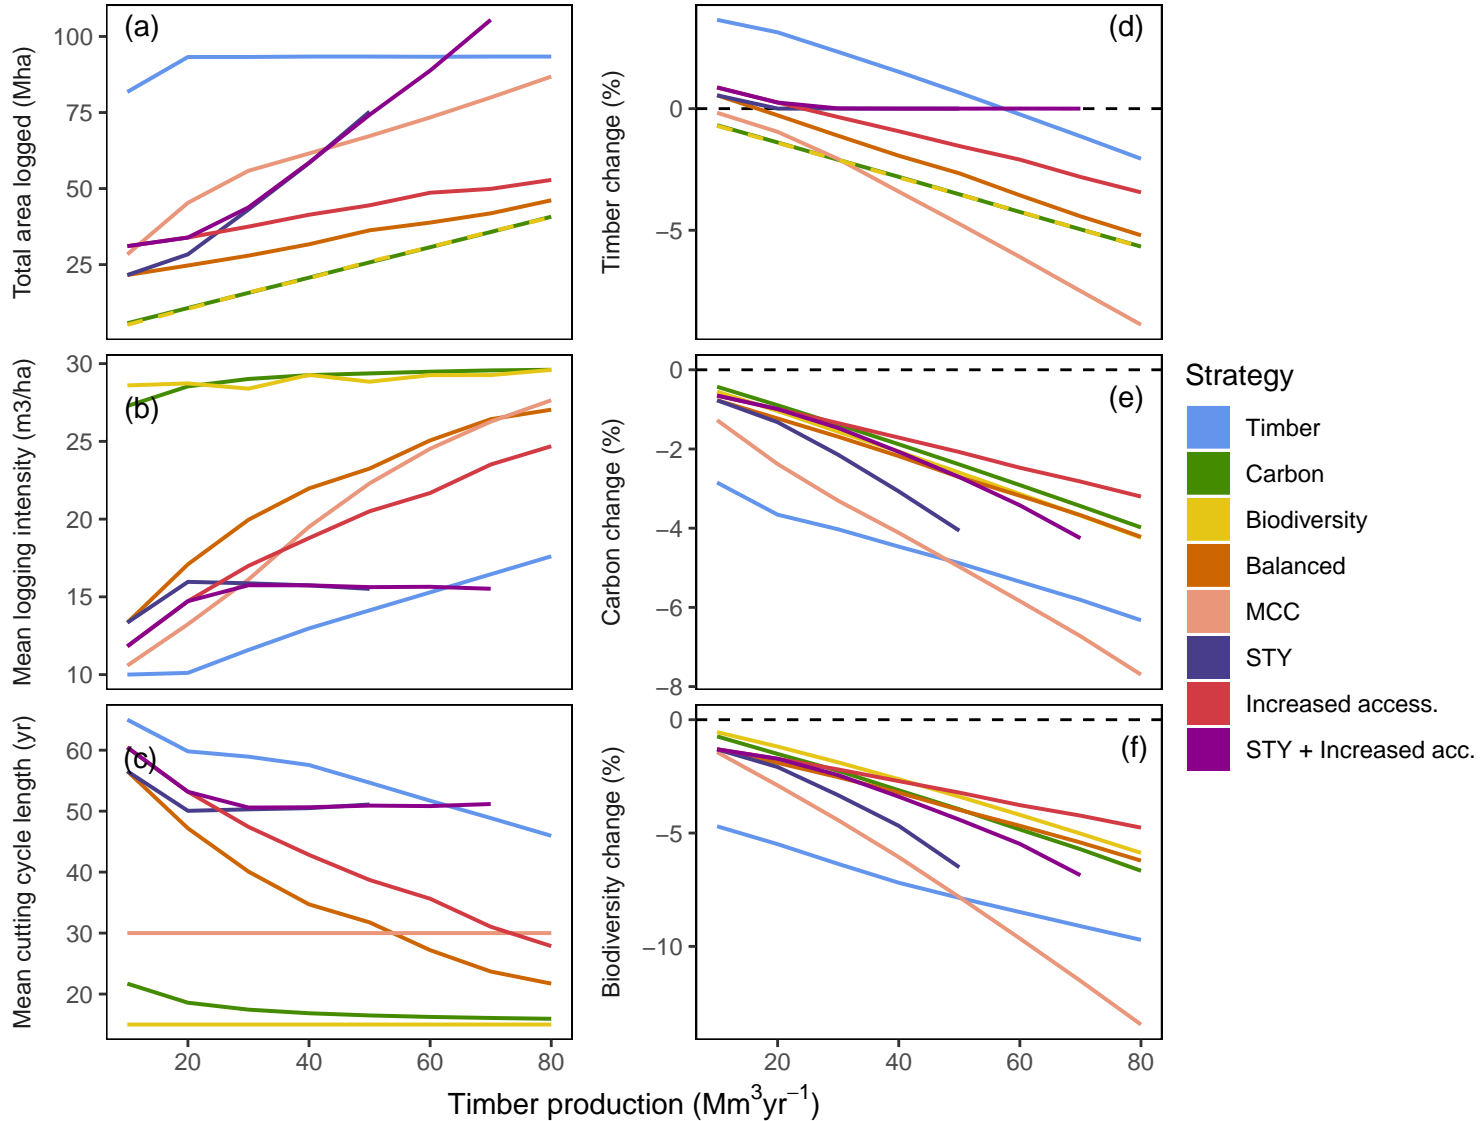 (a)
Total area logged (Mha)
100
75
50
25
(d)
Timber change (%)
0
−5
(b)
Mean logging intensity (m3/ha)
30
25
20
15
10
(e)
Carbon change (%)
0
−2
−4
−6
−8
(c)
Mean cutting cycle length (yr)
60
50
40
30
20
20 40 60 80
(f)
Biodiversity change (%)
0
−5
−10
20 40 60 80
Timber production (Mm³yr⁻¹)
Strategy
Timber
Carbon
Biodiversity
Balanced
MCC
STY
Increased access.
STY + Increased acc.